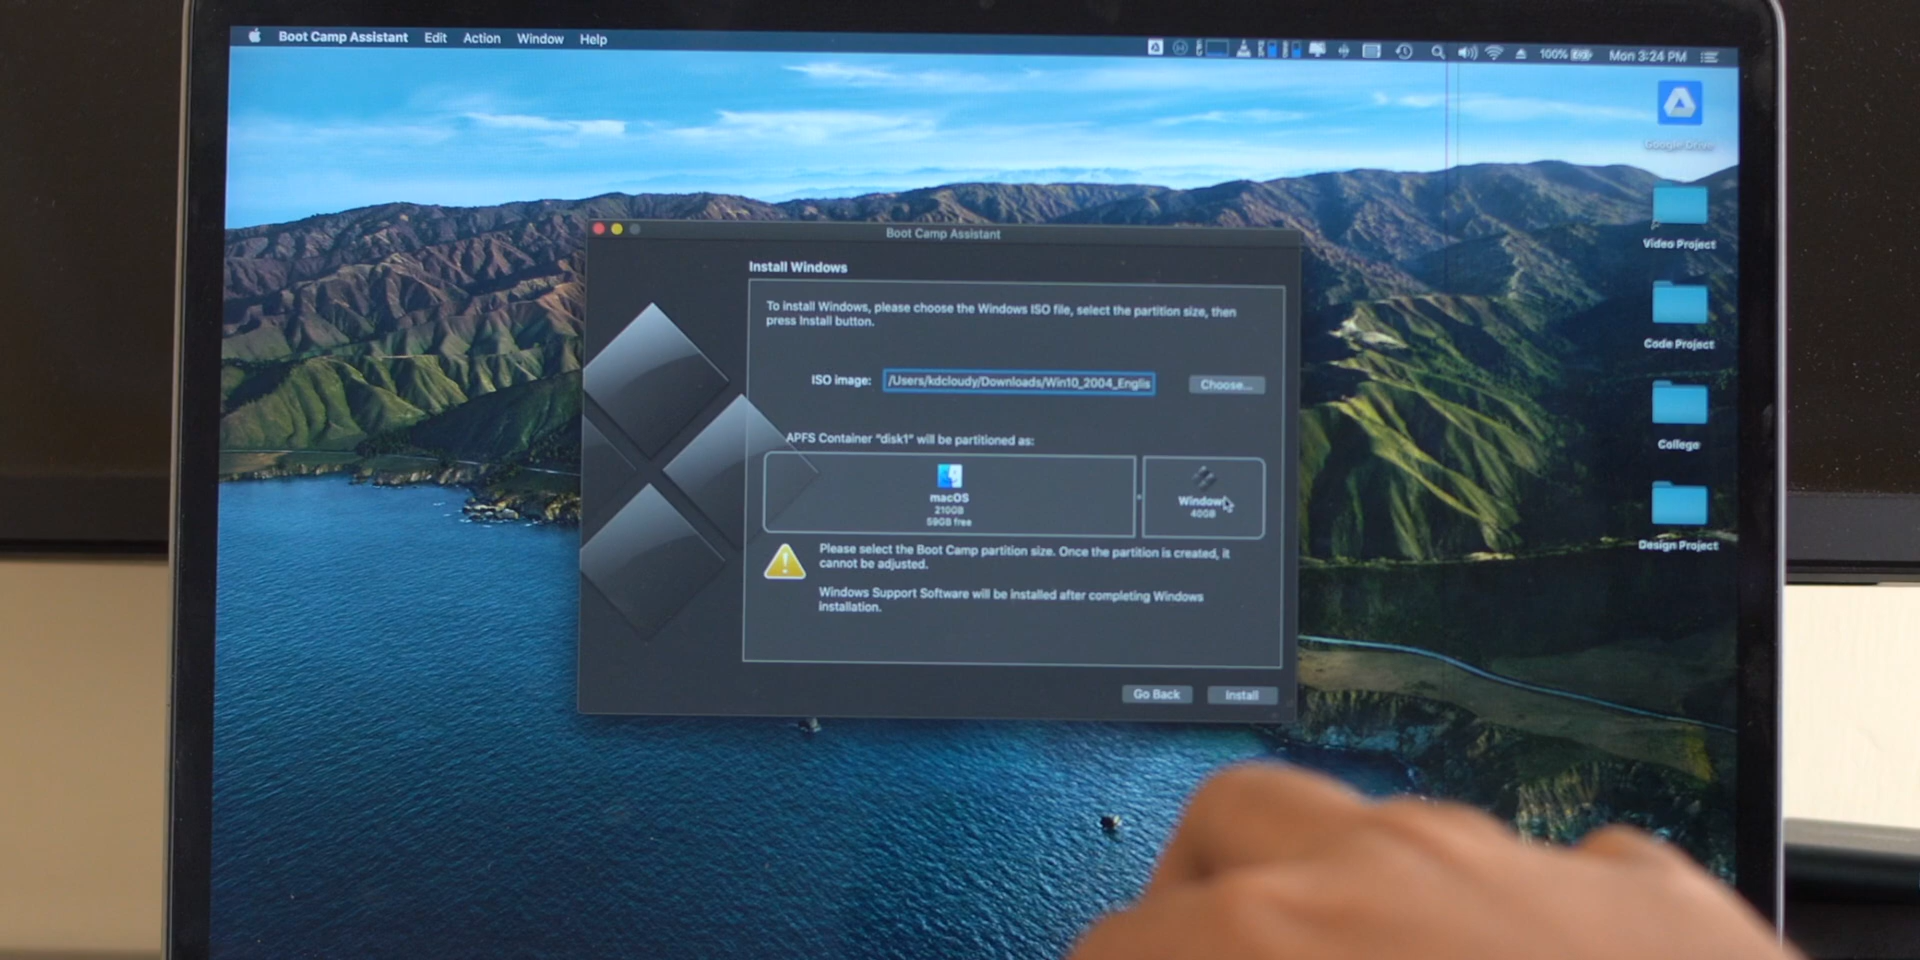 Boot Camp Assistant Edit Action Window Help
100% Mon 3:24 PM
Google Drive
Video Project
Code Project
College
Design Project
Boot Camp Assistant
Install Windows
To install Windows, please choose the Windows ISO file, select the partition size, then
press Install button.
ISO image: /Users/kdcloudy/Downloads/Win10_2004_Englis Choose...
APFS Container "disk1" will be partitioned as:
macOS
210GB
59GB free
Windows
40GB
Please select the Boot Camp partition size. Once the partition is created, it
cannot be adjusted.
Windows Support Software will be installed after completing Windows
installation.
Go Back Install